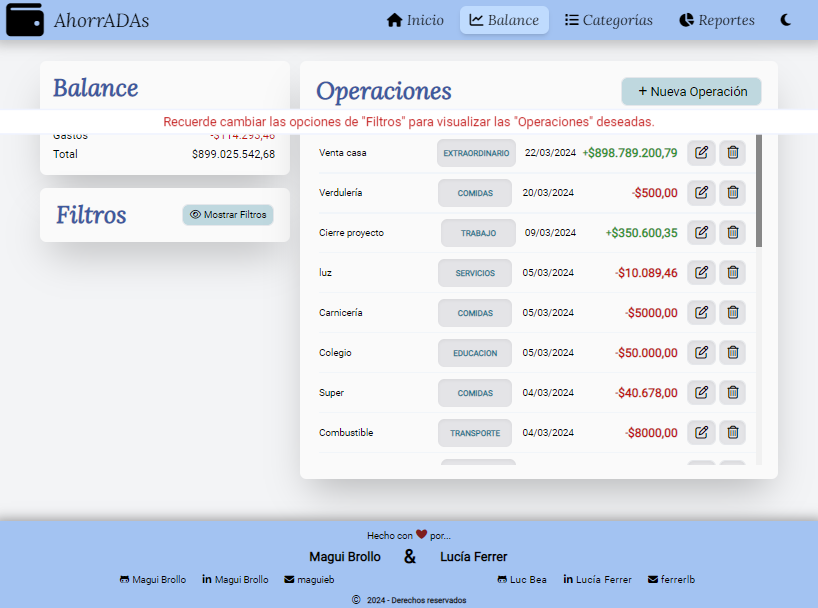 AhorrADAs
Inicio
Balance
Categorías
Reportes
Balance
Recuerde cambiar las opciones de "Filtros" para visualizar las "Operaciones" deseadas.
Gastos -$114.293,46
Total $899.025.542,68
Filtros
Mostrar Filtros
Operaciones
+ Nueva Operación
Venta casa EXTRAORDINARIO 22/03/2024 +$898.789.200,79
Verdulería COMIDAS 20/03/2024 -$500,00
Cierre proyecto TRABAJO 09/03/2024 +$350.600,35
luz SERVICIOS 05/03/2024 -$10.089,46
Carnicería COMIDAS 05/03/2024 -$5000,00
Colegio EDUCACION 05/03/2024 -$50.000,00
Super COMIDAS 04/03/2024 -$40.678,00
Combustible TRANSPORTE 04/03/2024 -$8000,00
Hecho con ❤ por...
Magui Brollo & Lucía Ferrer
Magui Brollo in Magui Brollo maguieb Luc Bea in Lucía Ferrer ferrerlb
© 2024 - Derechos reservados